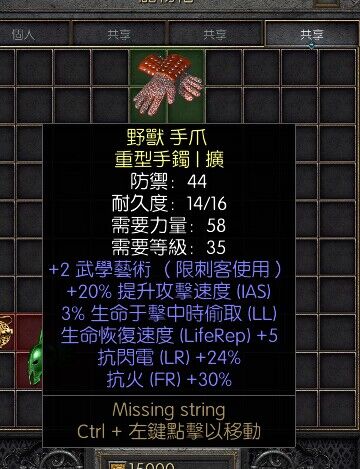 個人 共享 共享 共享
野獸 手爪
重型手鐲 | 擴
防禦: 44
耐久度: 14/16
需要力量: 58
需要等級: 35
+2 武學藝術 （ 限刺客使用 ）
+20% 提升攻擊速度 (IAS)
3% 生命于擊中時偷取 (LL)
生命恢復速度 (LifeRep) +5
抗閃電 (LR) +24%
抗火 (FR) +30%
Missing string
Ctrl + 左鍵點擊以移動
15000